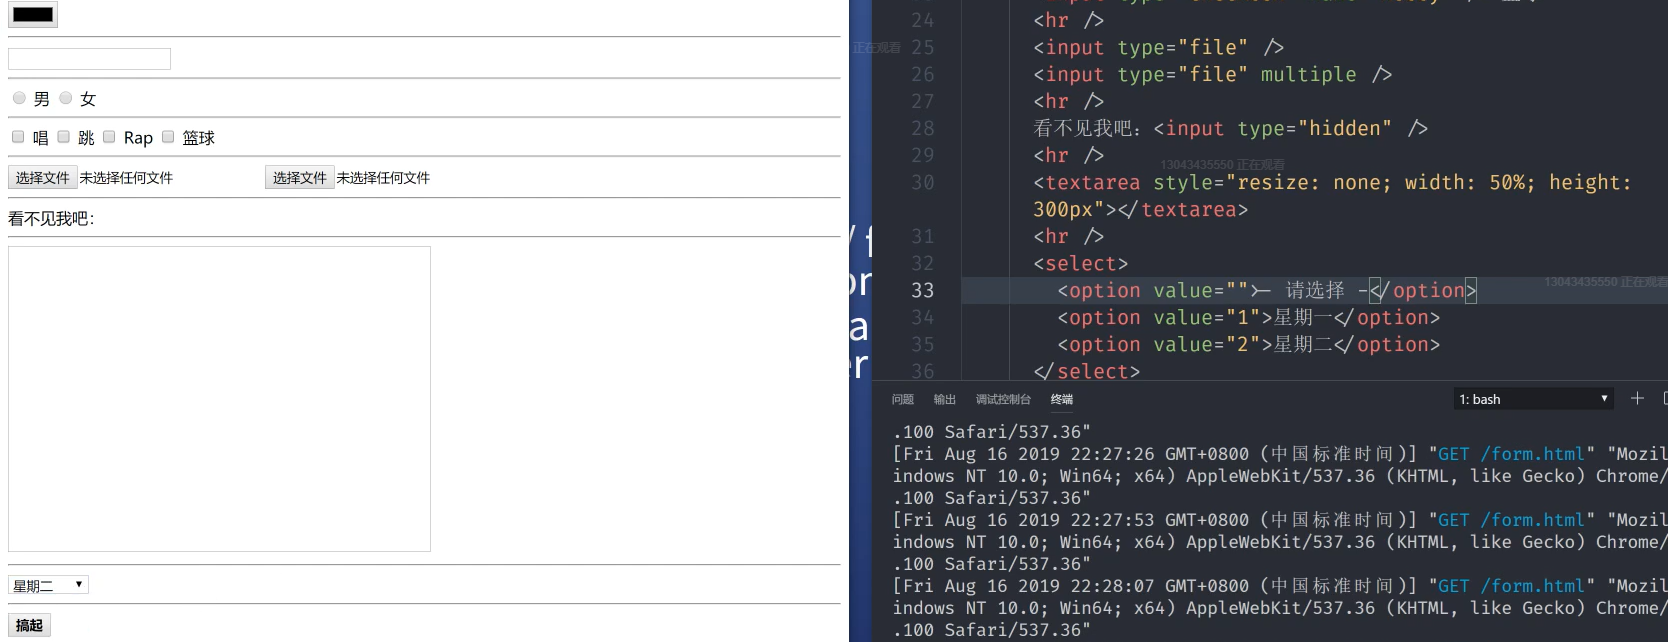 男 女
唱 跳 Rap 篮球
选择文件 未选择任何文件 选择文件 未选择任何文件
看不见我吧：
星期二
搞起
正在观看
24 <hr />
25 <input type="file" />
26 <input type="file" multiple />
27 <hr />
28 看不见我吧：<input type="hidden" />
29 <hr />
13043435550 正在观看
30 <textarea style="resize: none; width: 50%; height:
300px"></textarea>
31 <hr />
32 <select>
33 <option value="">- 请选择 -</option>
13043435550 正在观看
34 <option value="1">星期一</option>
35 <option value="2">星期二</option>
36 </select>
问题 输出 调试控制台 终端 1: bash
.100 Safari/537.36"
[Fri Aug 16 2019 22:27:26 GMT+0800 (中国标准时间)] "GET /form.html" "Mozil
indows NT 10.0; Win64; x64) AppleWebKit/537.36 (KHTML, like Gecko) Chrome/
.100 Safari/537.36"
[Fri Aug 16 2019 22:27:53 GMT+0800 (中国标准时间)] "GET /form.html" "Mozil
indows NT 10.0; Win64; x64) AppleWebKit/537.36 (KHTML, like Gecko) Chrome/
.100 Safari/537.36"
[Fri Aug 16 2019 22:28:07 GMT+0800 (中国标准时间)] "GET /form.html" "Mozil
indows NT 10.0; Win64; x64) AppleWebKit/537.36 (KHTML, like Gecko) Chrome/
.100 Safari/537.36"